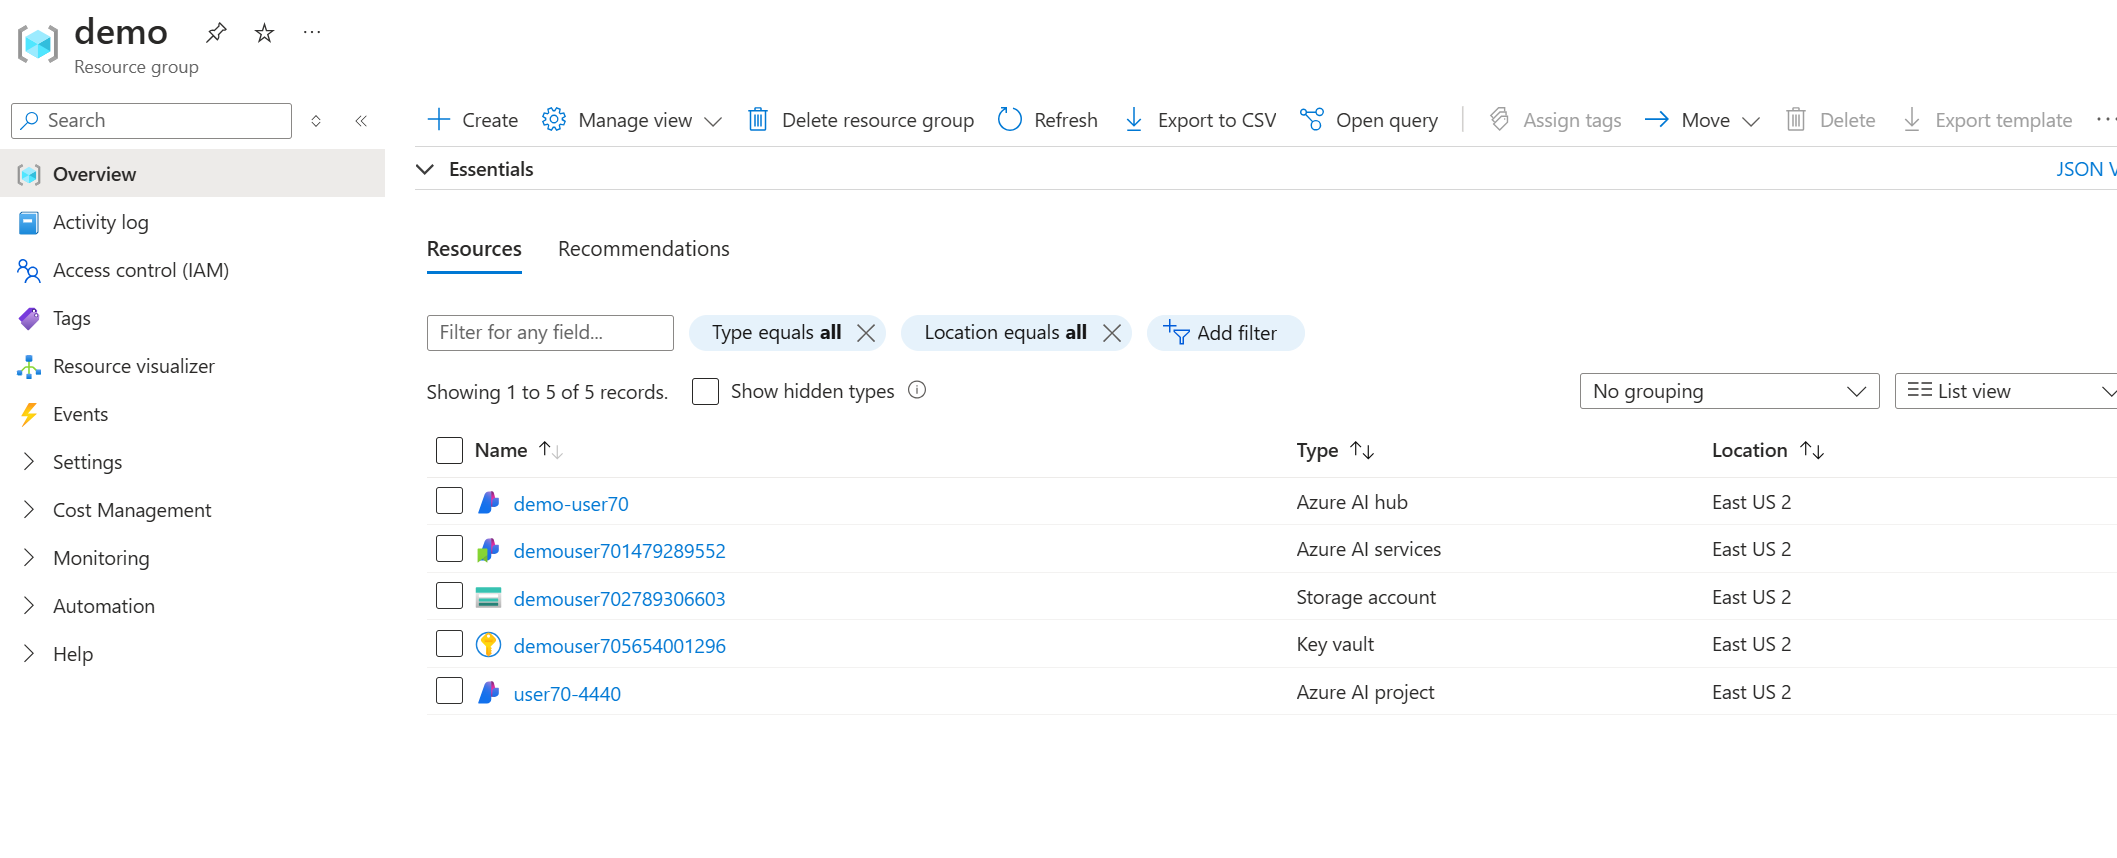 demo
Resource group
Search
Create Manage view Delete resource group Refresh Export to CSV Open query Assign tags Move Delete Export template
Overview
Activity log
Access control (IAM)
Tags
Resource visualizer
Events
Settings
Cost Management
Monitoring
Automation
Help
Essentials
JSON V
Resources Recommendations
Filter for any field... Type equals all Location equals all Add filter
Showing 1 to 5 of 5 records. Show hidden types No grouping List view
Name Type Location
demo-user70 Azure AI hub East US 2
demouser701479289552 Azure AI services East US 2
demouser702789306603 Storage account East US 2
demouser705654001296 Key vault East US 2
user70-4440 Azure AI project East US 2